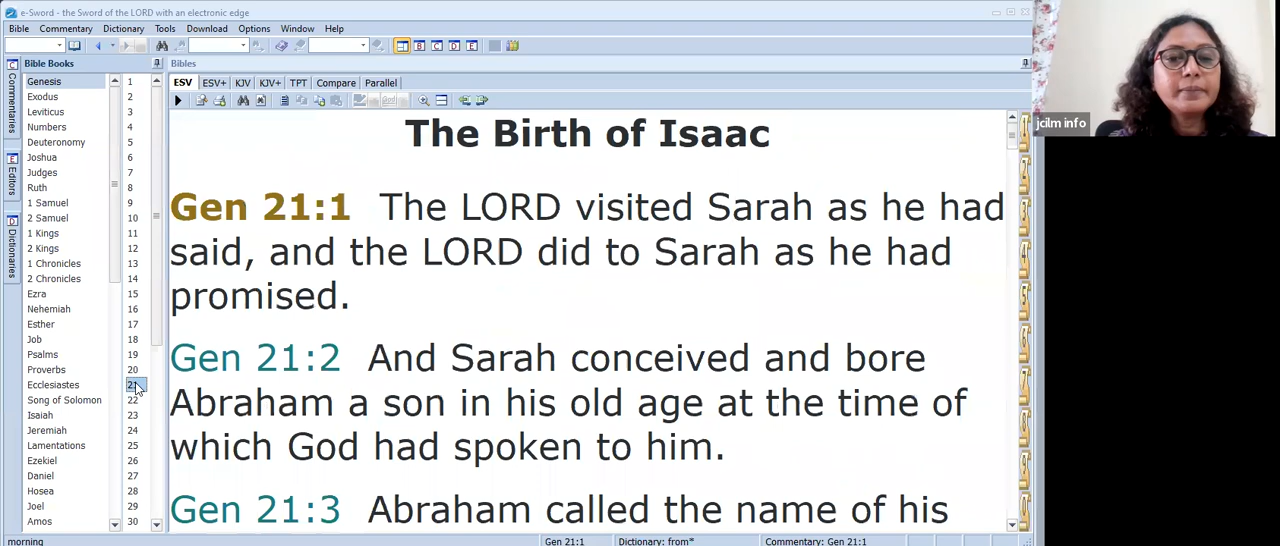 e-Sword - the Sword of the LORD with an electronic edge
Bible Commentary Dictionary Tools Download Options Window Help
B C D E
Bible Books
Bibles
Commentaries
Editors
Dictionaries
Genesis
Exodus
Leviticus
Numbers
Deuteronomy
Joshua
Judges
Ruth
1 Samuel
2 Samuel
1 Kings
2 Kings
1 Chronicles
2 Chronicles
Ezra
Nehemiah
Esther
Job
Psalms
Proverbs
Ecclesiastes
Song of Solomon
Isaiah
Jeremiah
Lamentations
Ezekiel
Daniel
Hosea
Joel
Amos
1
2
3
4
5
6
7
8
9
10
11
12
13
14
15
16
17
18
19
20
21
22
23
24
25
26
27
28
29
30
ESV ESV+ KJV KJV+ TPT Compare Parallel
The Birth of Isaac
Gen 21:1 The LORD visited Sarah as he had
said, and the LORD did to Sarah as he had
promised.
Gen 21:2 And Sarah conceived and bore
Abraham a son in his old age at the time of
which God had spoken to him.
Gen 21:3 Abraham called the name of his
jcilm info
morning
Gen 21:1
Dictionary: from*
Commentary: Gen 21:1